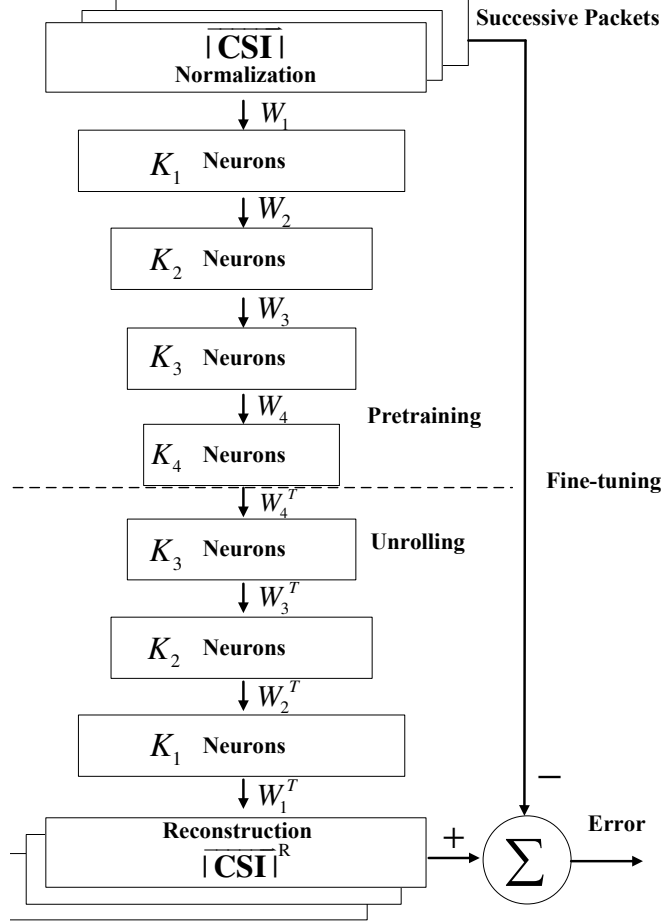 Successive Packets
|CSI|
Normalization
W₁
K₁ Neurons
W₂
K₂ Neurons
W₃
K₃ Neurons
W₄
Pretraining
K₄ Neurons
Fine-tuning
W₄ᵀ
K₃ Neurons
Unrolling
W₃ᵀ
K₂ Neurons
W₂ᵀ
K₁ Neurons
W₁ᵀ
−
Reconstruction
|CSI|ᴿ
+
Σ
Error